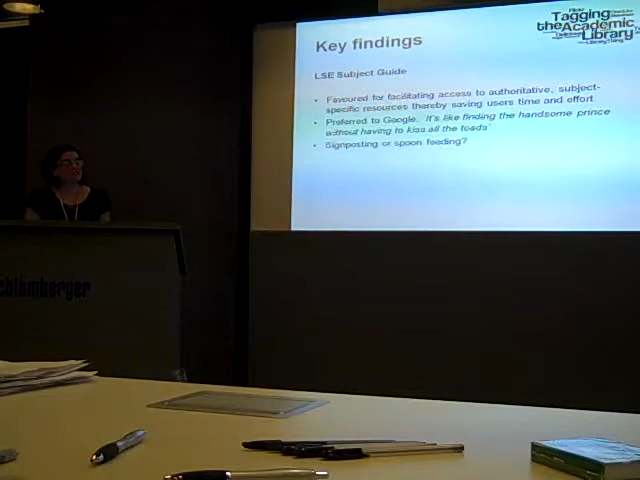 Key findings
Tagging
the Academic
Library
LSE Subject Guide
• Favoured for facilitating access to authoritative, subject-
specific resources thereby saving users time and effort
• Preferred to Google. 'It's like finding the handsome prince
without having to kiss all the toads'
• Signposting or spoon feeding?
chlumberger